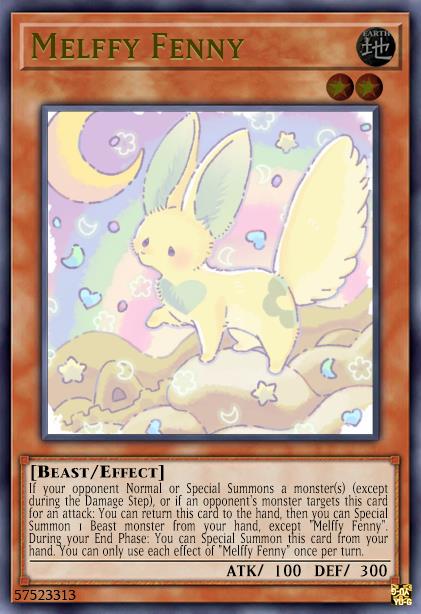 Melffy Fenny
EARTH
地
[Beast/Effect]
If your opponent Normal or Special Summons a monster(s) (except
during the Damage Step), or if an opponent's monster targets this card
for an attack: You can return this card to the hand, then you can Special
Summon 1 Beast monster from your hand, except "Melffy Fenny".
During your End Phase: You can Special Summon this card from your
hand. You can only use each effect of "Melffy Fenny" once per turn.
ATK/ 100 DEF/ 300
57523313